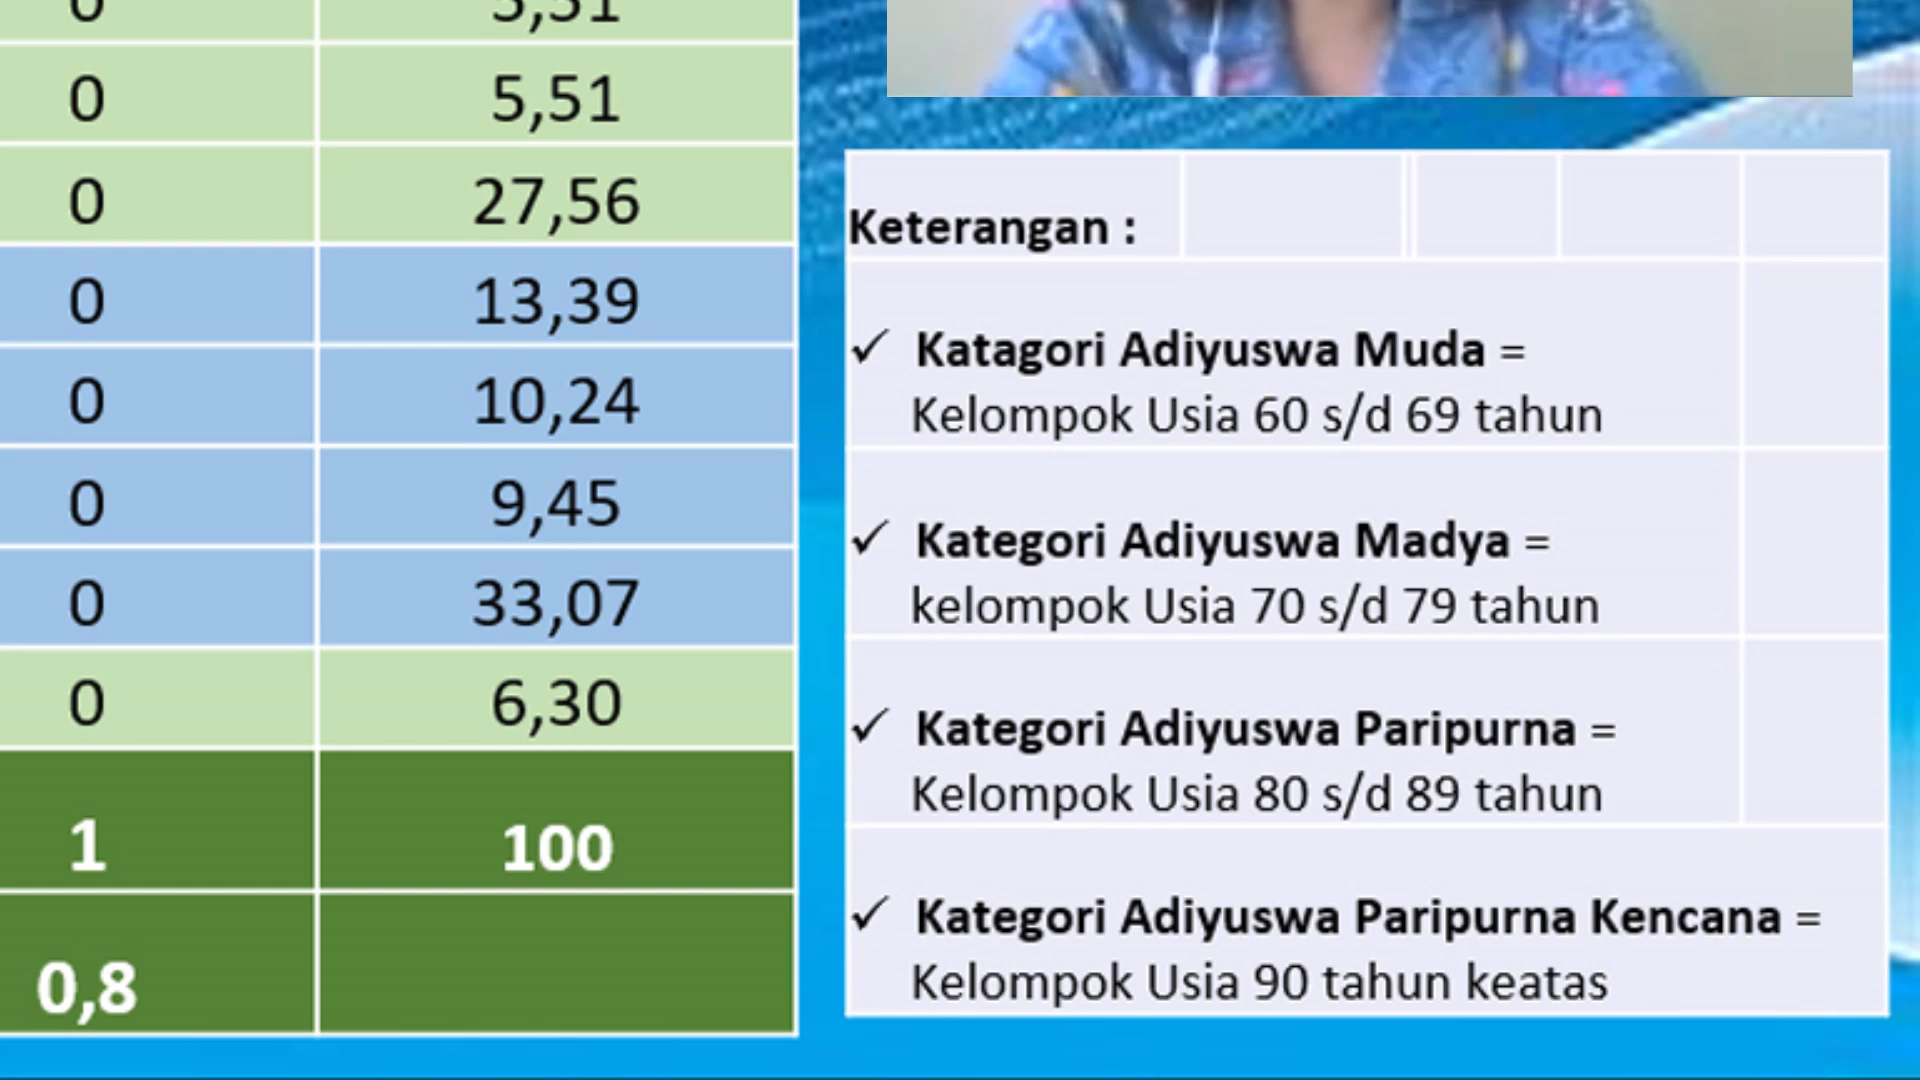 0 5,51
0 27,56
0 13,39
0 10,24
0 9,45
0 33,07
0 6,30
1 100
0,8
Keterangan :
✓ Katagori Adiyuswa Muda =
Kelompok Usia 60 s/d 69 tahun
✓ Kategori Adiyuswa Madya =
kelompok Usia 70 s/d 79 tahun
✓ Kategori Adiyuswa Paripurna =
Kelompok Usia 80 s/d 89 tahun
✓ Kategori Adiyuswa Paripurna Kencana =
Kelompok Usia 90 tahun keatas